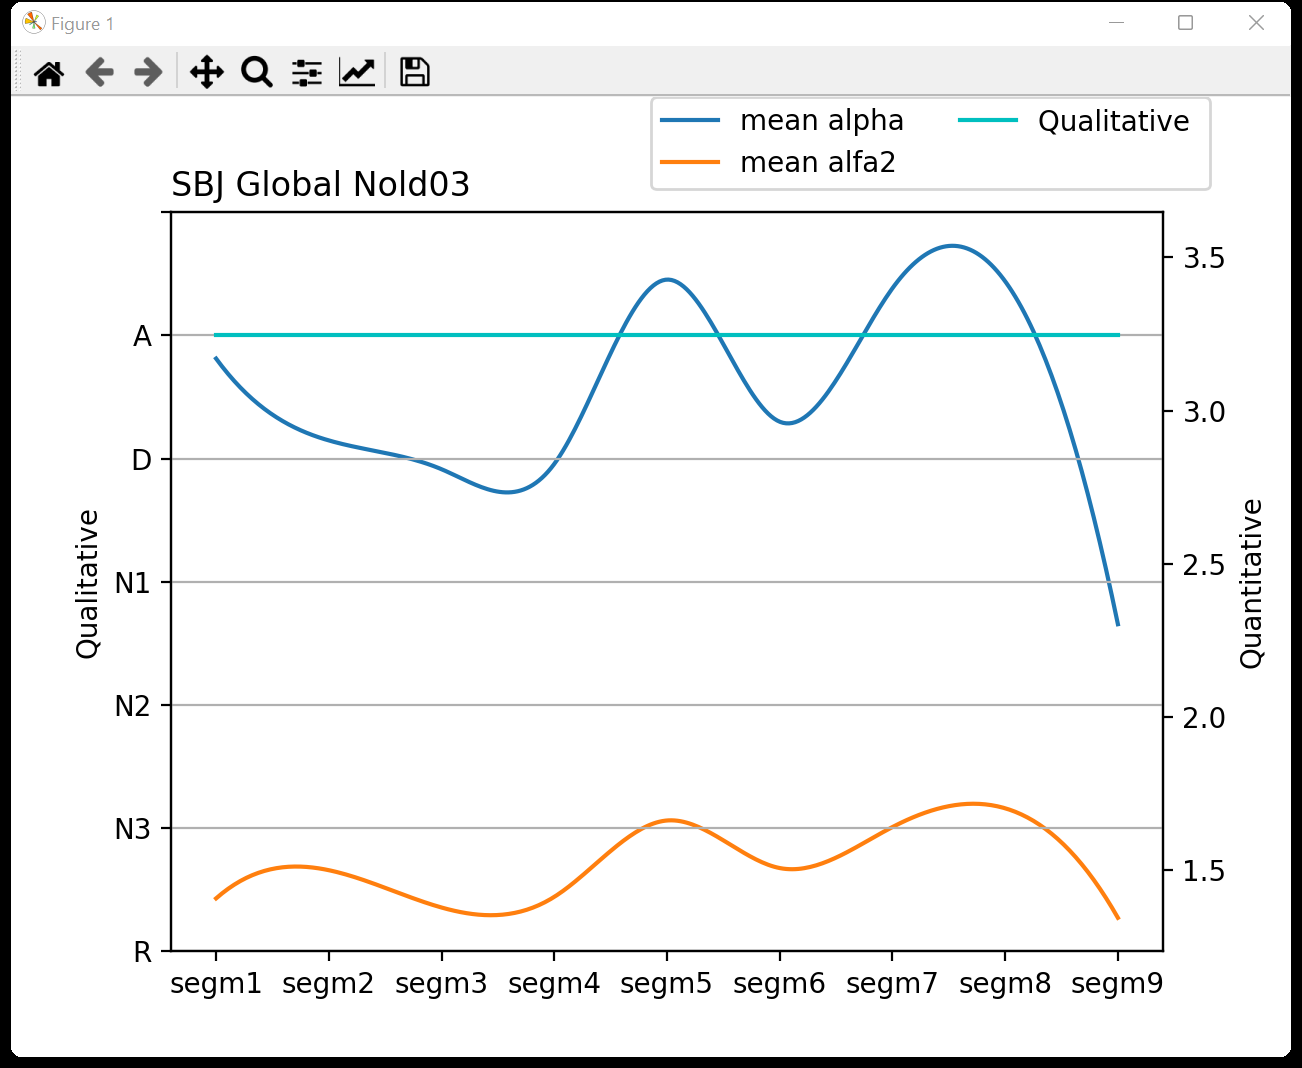 Figure 1
mean alpha
mean alfa2
Qualitative
SBJ Global Nold03
A
D
N1
N2
N3
R
Qualitative
3.5
3.0
2.5
2.0
1.5
Quantitative
segm1 segm2 segm3 segm4 segm5 segm6 segm7 segm8 segm9